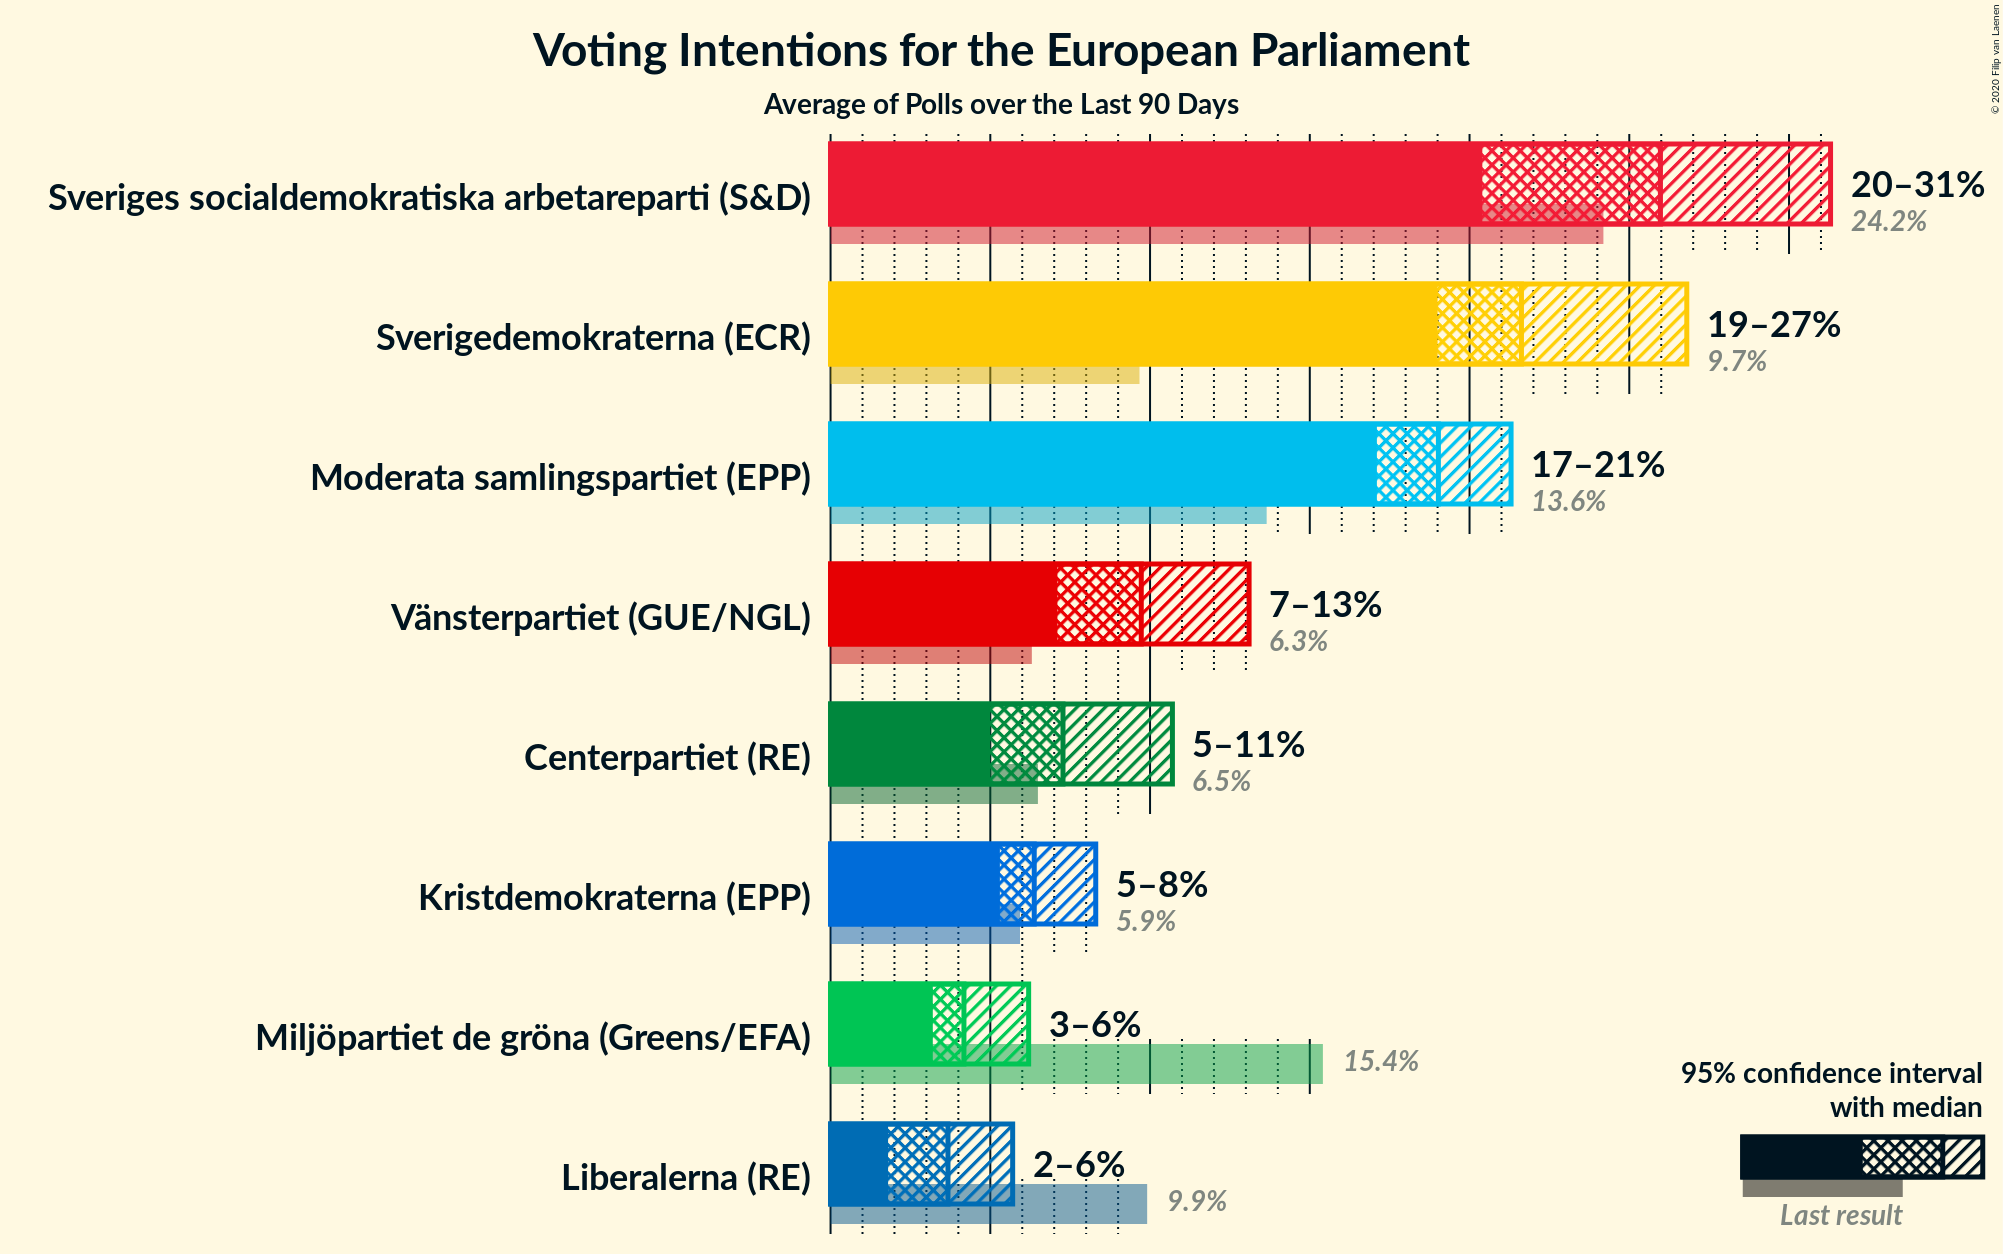 Voting Intentions for the European Parliament
Average of Polls over the Last 90 Days
© 2020 Filip van Laenen
Sveriges socialdemokratiska arbetareparti (S&D)
20–31%
24.2%
Sverigedemokraterna (ECR)
19–27%
9.7%
Moderata samlingspartiet (EPP)
17–21%
13.6%
Vänsterpartiet (GUE/NGL)
7–13%
6.3%
Centerpartiet (RE)
5–11%
6.5%
Kristdemokraterna (EPP)
5–8%
5.9%
Miljöpartiet de gröna (Greens/EFA)
3–6%
15.4%
Liberalerna (RE)
2–6%
9.9%
95% confidence interval
with median
Last result